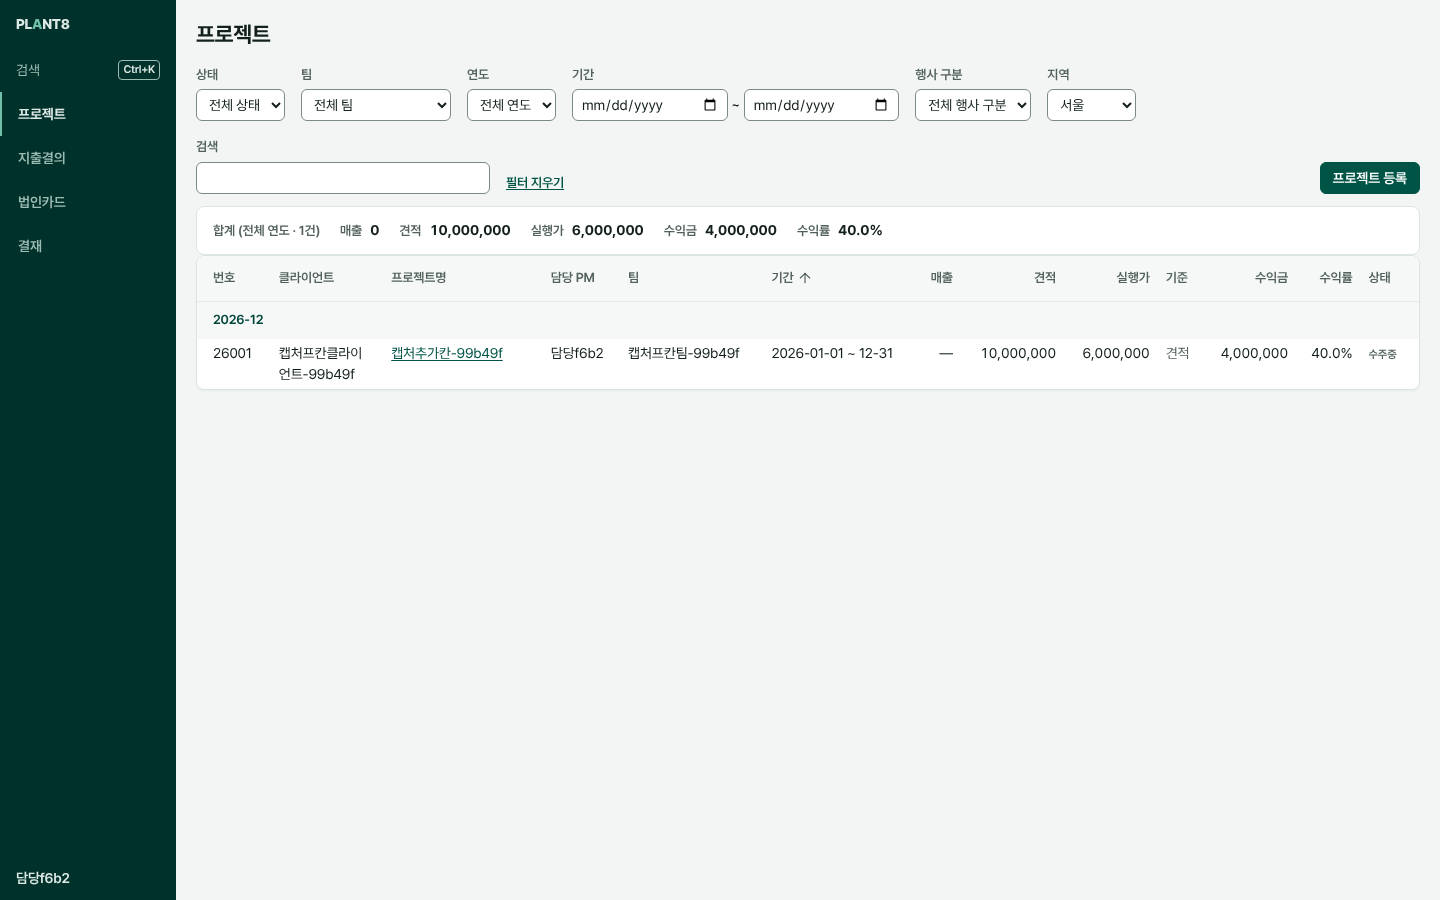 PLANT8
검색 Ctrl+K
프로젝트
지출결의
법인카드
결재
담당f6b2
프로젝트
상태 팀 연도 기간 행사 구분 지역
전체 상태 전체 팀 전체 연도 mm/dd/yyyy ~ mm/dd/yyyy 전체 행사 구분 서울
검색
필터 지우기 프로젝트 등록
합계 (전체 연도 · 1건) 매출 0 견적 10,000,000 실행가 6,000,000 수익금 4,000,000 수익률 40.0%
번호 클라이언트 프로젝트명 담당 PM 팀 기간 ↑ 매출 견적 실행가 기준 수익금 수익률 상태
2026-12
26001 캡처프칸클라이 캡처추가칸-99b49f 담당f6b2 캡처프칸팀-99b49f 2026-01-01 ~ 12-31 — 10,000,000 6,000,000 견적 4,000,000 40.0% 수주중
언트-99b49f